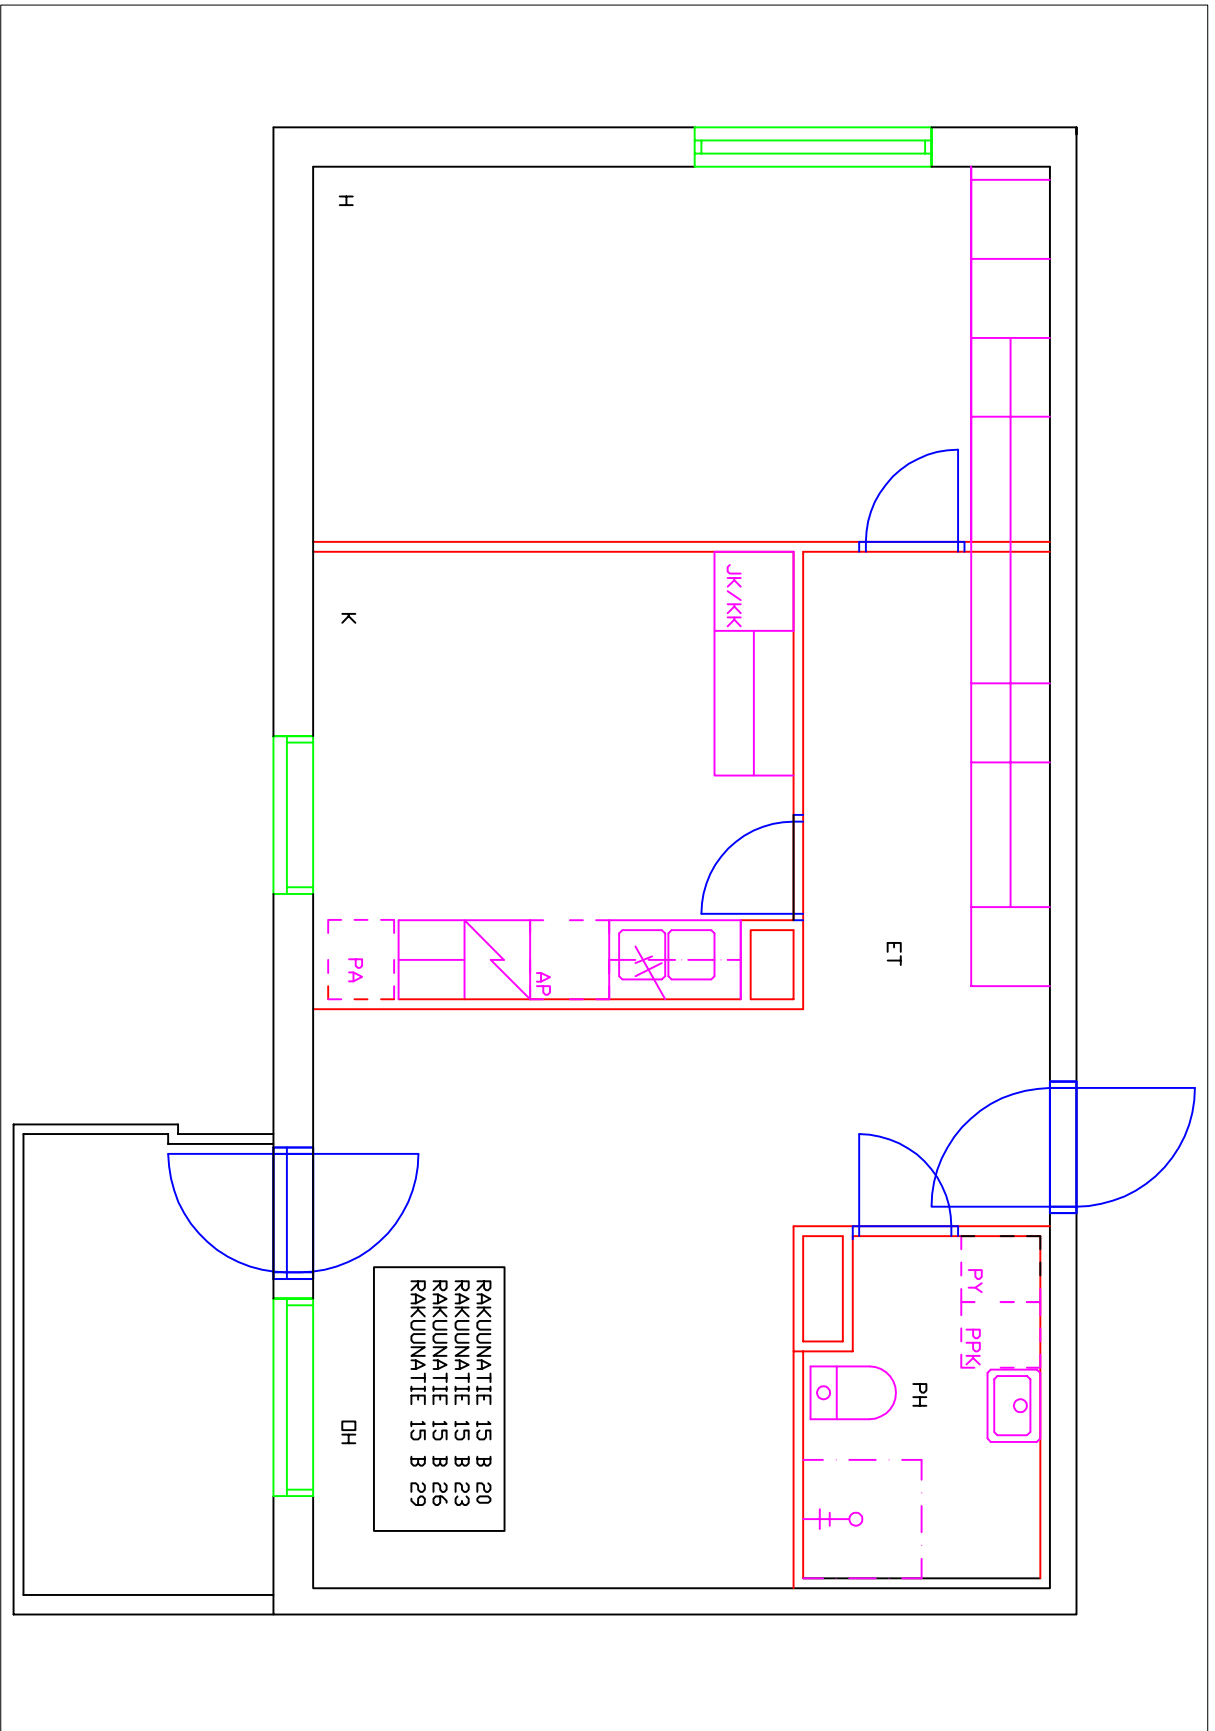 H
K
JK/KK
PA
AP
ET
PY
PPK
PH
OH
RAKUUNATIE 15 B 20
RAKUUNATIE 15 B 23
RAKUUNATIE 15 B 26
RAKUUNATIE 15 B 29